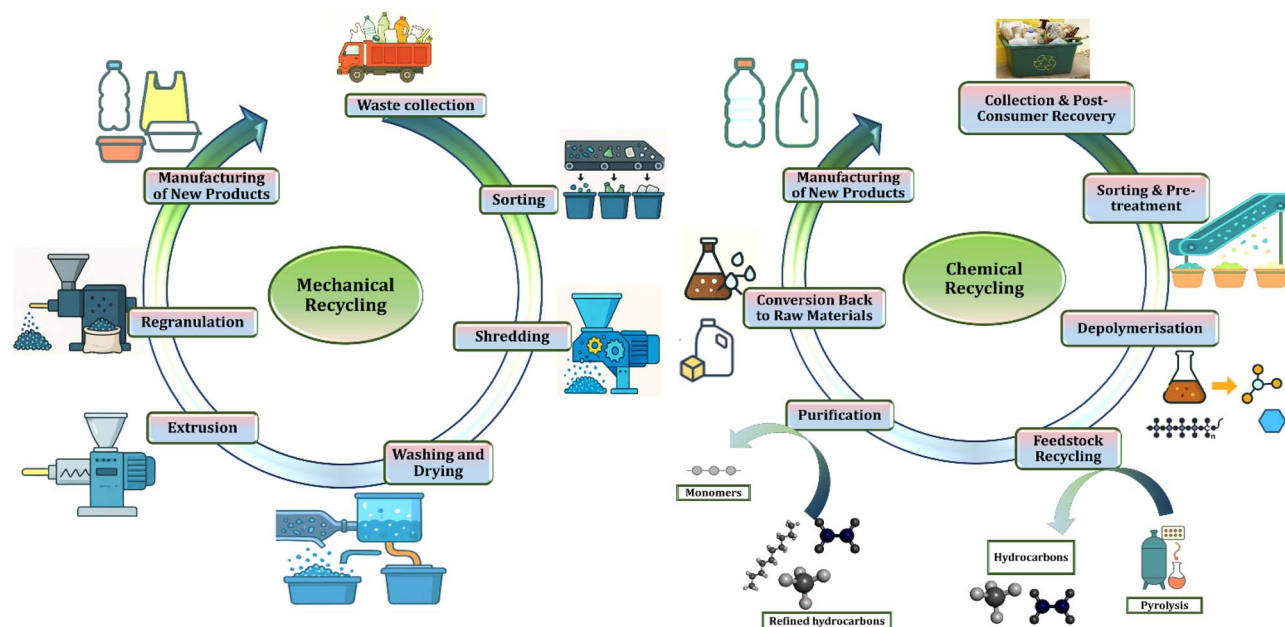 Waste collection
Sorting
Shredding
Washing and
Drying
Extrusion
Regranulation
Manufacturing
of New Products
Mechanical
Recycling
Collection & Post-
Consumer Recovery
Sorting & Pre-
treatment
Depolymerisation
n
Feedstock
Recycling
Pyrolysis
Hydrocarbons
Purification
Monomers
Refined hydrocarbons
Conversion Back
to Raw Materials
Manufacturing
of New Products
Chemical
Recycling